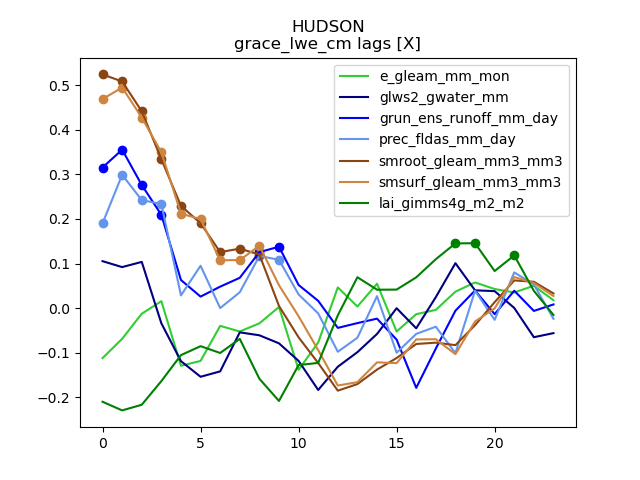 HUDSON
grace_lwe_cm lags [X]
e_gleam_mm_mon
glws2_gwater_mm
grun_ens_runoff_mm_day
prec_fldas_mm_day
smroot_gleam_mm3_mm3
smsurf_gleam_mm3_mm3
lai_gimms4g_m2_m2
0.5
0.4
0.3
0.2
0.1
0.0
−0.1
−0.2
0 5 10 15 20